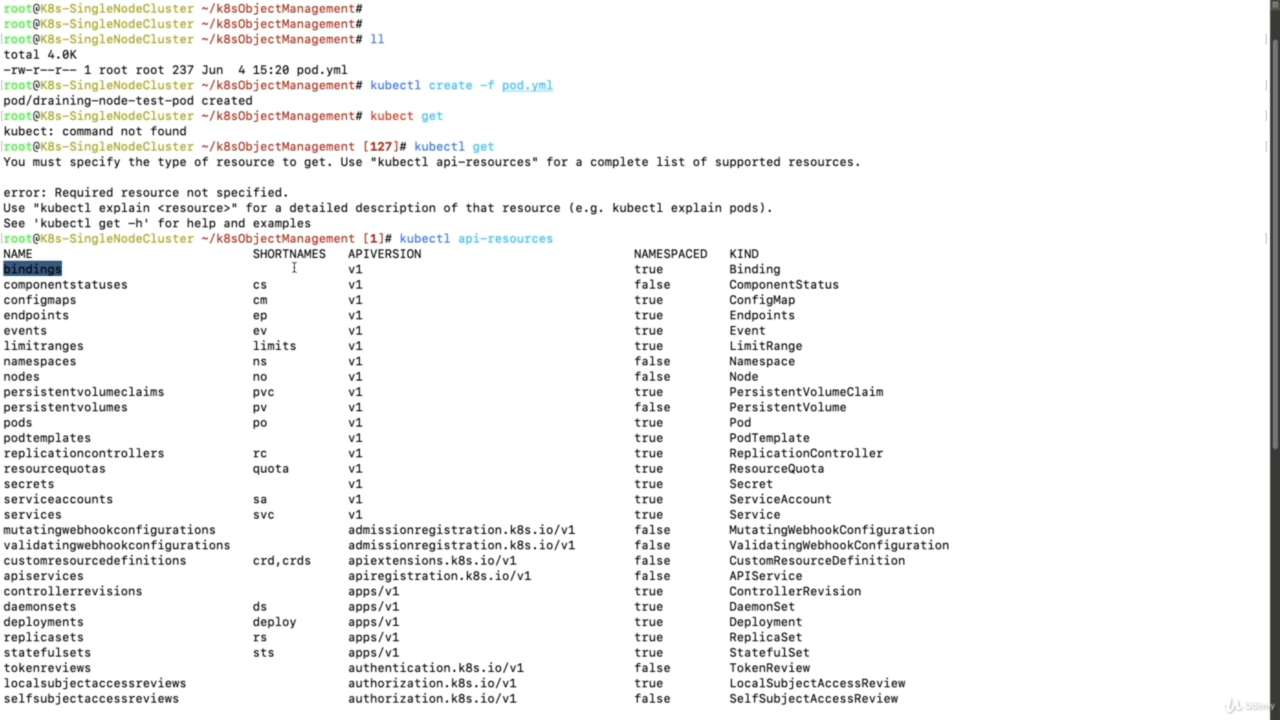 root@K8s-SingleNodeCluster ~/k8sObjectManagement#
root@K8s-SingleNodeCluster ~/k8sObjectManagement#
root@K8s-SingleNodeCluster ~/k8sObjectManagement# ll
total 4.0K
-rw-r--r-- 1 root root 237 Jun  4 15:20 pod.yml
root@K8s-SingleNodeCluster ~/k8sObjectManagement# kubectl create -f pod.yml
pod/draining-node-test-pod created
root@K8s-SingleNodeCluster ~/k8sObjectManagement# kubect get
kubect: command not found
root@K8s-SingleNodeCluster ~/k8sObjectManagement [127]# kubectl get
You must specify the type of resource to get. Use "kubectl api-resources" for a complete list of supported resources.
error: Required resource not specified.
Use "kubectl explain <resource>" for a detailed description of that resource (e.g. kubectl explain pods).
See 'kubectl get -h' for help and examples
root@K8s-SingleNodeCluster ~/k8sObjectManagement [1]# kubectl api-resources
NAME SHORTNAMES APIVERSION NAMESPACED KIND
bindings v1 true Binding
componentstatuses cs v1 false ComponentStatus
configmaps cm v1 true ConfigMap
endpoints ep v1 true Endpoints
events ev v1 true Event
limitranges limits v1 true LimitRange
namespaces ns v1 false Namespace
nodes no v1 false Node
persistentvolumeclaims pvc v1 true PersistentVolumeClaim
persistentvolumes pv v1 false PersistentVolume
pods po v1 true Pod
podtemplates v1 true PodTemplate
replicationcontrollers rc v1 true ReplicationController
resourcequotas quota v1 true ResourceQuota
secrets v1 true Secret
serviceaccounts sa v1 true ServiceAccount
services svc v1 true Service
mutatingwebhookconfigurations admissionregistration.k8s.io/v1 false MutatingWebhookConfiguration
validatingwebhookconfigurations admissionregistration.k8s.io/v1 false ValidatingWebhookConfiguration
customresourcedefinitions crd,crds apiextensions.k8s.io/v1 false CustomResourceDefinition
apiservices apiregistration.k8s.io/v1 false APIService
controllerrevisions apps/v1 true ControllerRevision
daemonsets ds apps/v1 true DaemonSet
deployments deploy apps/v1 true Deployment
replicasets rs apps/v1 true ReplicaSet
statefulsets sts apps/v1 true StatefulSet
tokenreviews authentication.k8s.io/v1 false TokenReview
localsubjectaccessreviews authorization.k8s.io/v1 true LocalSubjectAccessReview
selfsubjectaccessreviews authorization.k8s.io/v1 false SelfSubjectAccessReview
Udemy